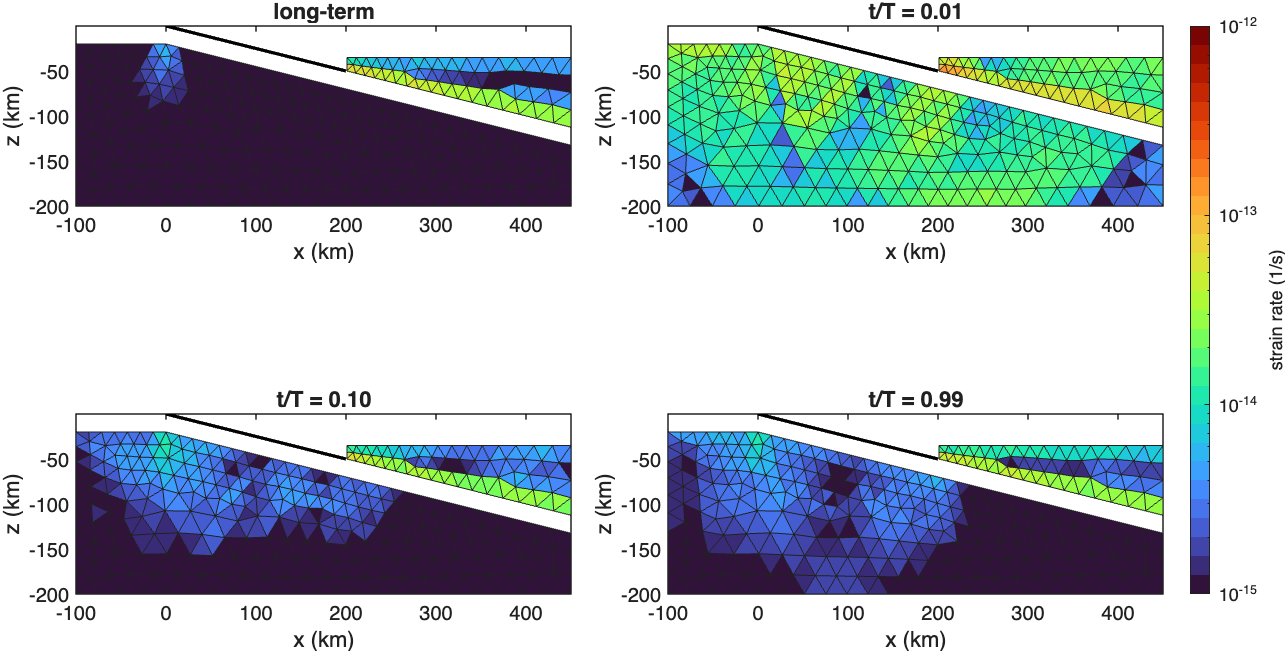 long-term
-50
-100
-150
-200
z (km)
-100 0 100 200 300 400
x (km)
t/T = 0.01
-50
-100
-150
-200
z (km)
-100 0 100 200 300 400
x (km)
t/T = 0.10
-50
-100
-150
-200
z (km)
-100 0 100 200 300 400
x (km)
t/T = 0.99
-50
-100
-150
-200
z (km)
-100 0 100 200 300 400
x (km)
10⁻¹²
10⁻¹³
10⁻¹⁴
10⁻¹⁵
strain rate (1/s)